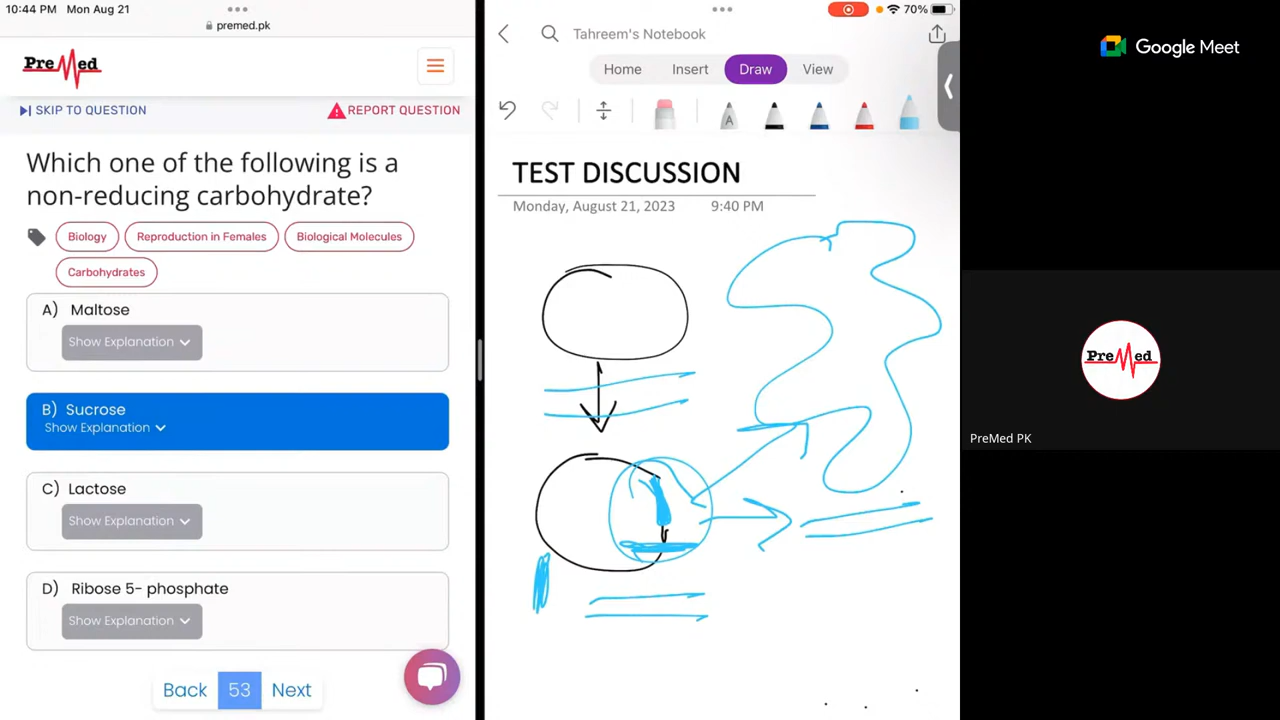 10:44 PM Mon Aug 21
premed.pk
PreMed
SKIP TO QUESTION
REPORT QUESTION
Which one of the following is a
non-reducing carbohydrate?
Biology
Reproduction in Females
Biological Molecules
Carbohydrates
A) Maltose
Show Explanation
B) Sucrose
Show Explanation
C) Lactose
Show Explanation
D) Ribose 5- phosphate
Show Explanation
Back
53
Next
70%
Tahreem's Notebook
Home
Insert
Draw
View
A
TEST DISCUSSION
Monday, August 21, 2023
9:40 PM
Google Meet
PreMed
PreMed PK